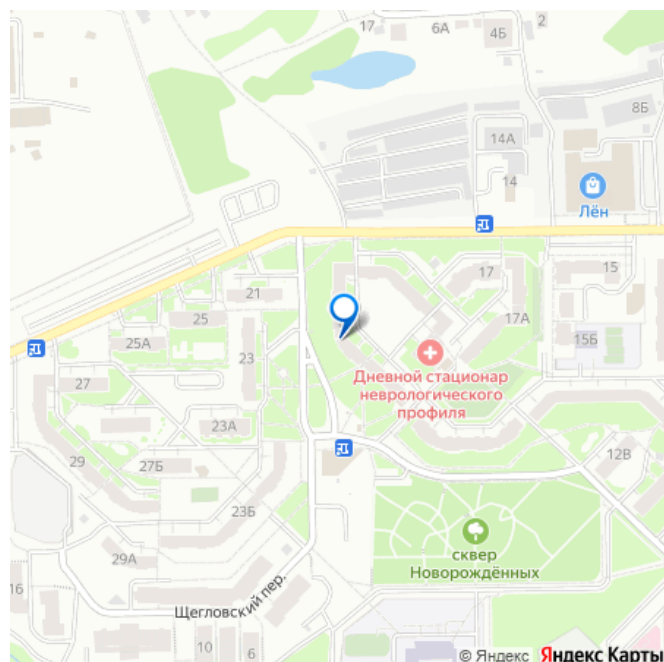 17
6А
2
4Б
8Б
14А
14
Лён
17
15
21
25
17А
25А
23
15Б
Дневной стационар
неврологического
профиля
27
23А
29
27Б
12В
23Б
сквер
Новорождённых
29А
16
Щегловский пер.
10
6
© Яндекс Яндекс Карты